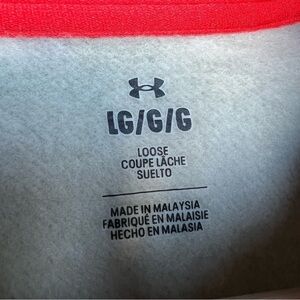 LG/G/G
LOOSE
COUPE LÂCHE
SUELTO
MADE IN MALAYSIA
FABRIQUÉ EN MALAISIE
HECHO EN MALASIA